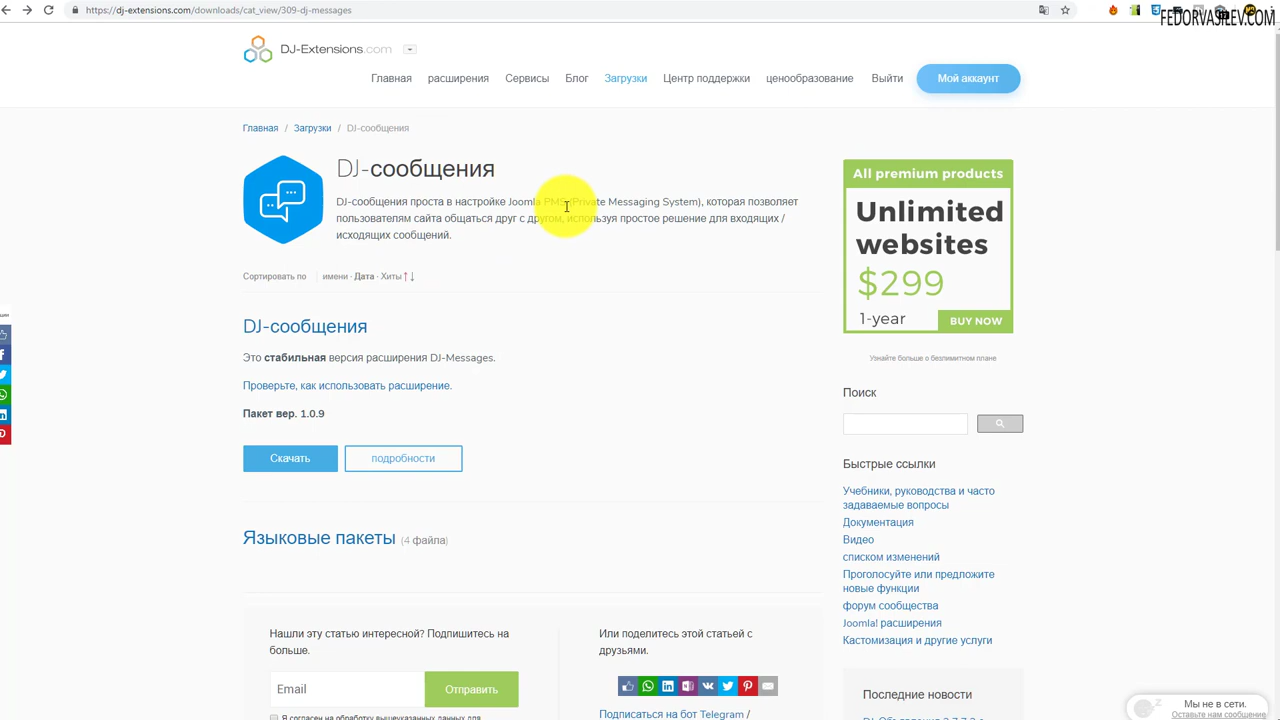 https://dj-extensions.com/downloads/cat_view/309-dj-messages
FEDORVASILEV.COM
DJ-Extensions.com
Главная расширения Сервисы Блог Загрузки Центр поддержки ценообразование Выйти Мой аккаунт
Главная / Загрузки / DJ-сообщения
DJ-сообщения
DJ-сообщения проста в настройке Joomla PMS (Private Messaging System), которая позволяет
пользователям сайта общаться друг с другом, используя простое решение для входящих /
исходящих сообщений.
Сортировать по имени · Дата · Хиты
DJ-сообщения
Это стабильная версия расширения DJ-Messages.
Проверьте, как использовать расширение.
Пакет вер. 1.0.9
Скачать подробности
Языковые пакеты (4 файла)
Нашли эту статью интересной? Подпишитесь на
больше.
Email Отправить
Я согласен на обработку вышеуказанных данных для
Или поделитесь этой статьей с
друзьями.
Подписаться на бот Telegram /
All premium products
Unlimited
websites
$299
1-year BUY NOW
Узнайте больше о безлимитном плане
Поиск
Быстрые ссылки
Учебники, руководства и часто
задаваемые вопросы
Документация
Видео
списком изменений
Проголосуйте или предложите
новые функции
форум сообщества
Joomla! расширения
Кастомизация и другие услуги
Последние новости
Мы не в сети.
Оставьте нам сообщение